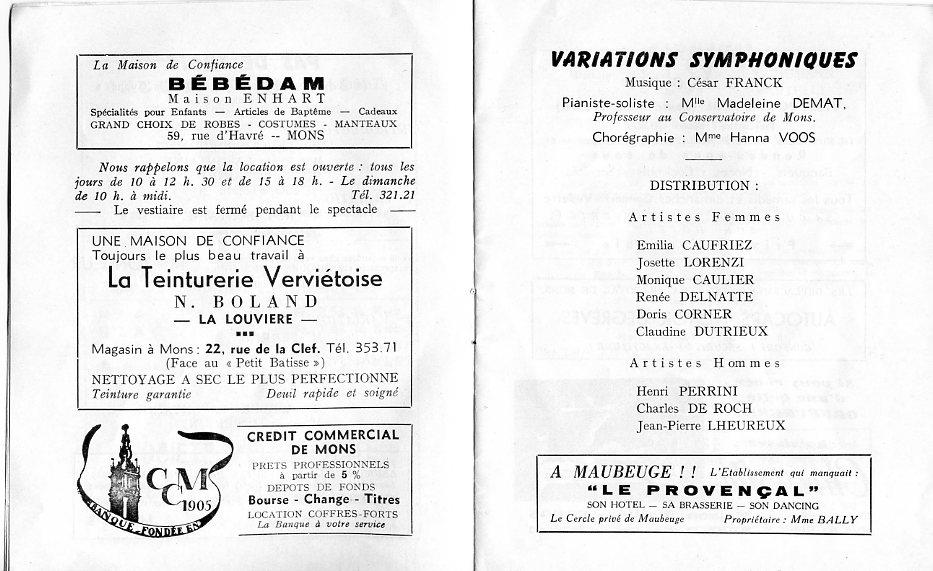 La Maison de Confiance
BÉBÉDAM
Maison ENHART
Spécialités pour Enfants — Articles de Baptême — Cadeaux
GRAND CHOIX DE ROBES - COSTUMES - MANTEAUX
59, rue d'Havré -- MONS
Nous rappelons que la location est ouverte : tous les
jours de 10 à 12 h. 30 et de 15 à 18 h. - Le dimanche
de 10 h. à midi. Tél. 321.21
—— Le vestiaire est fermé pendant le spectacle ——
UNE MAISON DE CONFIANCE
Toujours le plus beau travail à
La Teinturerie Verviétoise
N. BOLAND
— LA LOUVIERE —
Magasin à Mons : 22, rue de la Clef. Tél. 353.71
(Face au « Petit Batisse »)
NETTOYAGE A SEC LE PLUS PERFECTIONNE
Teinture garantie Deuil rapide et soigné
CCM
1905
BANQUE FONDÉE EN
CREDIT COMMERCIAL
DE MONS
PRETS PROFESSIONNELS
à partir de 5 %
DEPOTS DE FONDS
Bourse - Change - Titres
LOCATION COFFRES-FORTS
La Banque à votre service
VARIATIONS SYMPHONIQUES
Musique : César FRANCK
Pianiste-soliste : Mlle Madeleine DEMAT,
Professeur au Conservatoire de Mons.
Chorégraphie : Mme Hanna VOOS
DISTRIBUTION :
Artistes Femmes
Emilia CAUFRIEZ
Josette LORENZI
Monique CAULIER
Renée DELNATTE
Doris CORNER
Claudine DUTRIEUX
Artistes Hommes
Henri PERRINI
Charles DE ROCH
Jean-Pierre LHEUREUX
A MAUBEUGE ! ! L'Etablissement qui manquait :
"LE PROVENÇAL"
SON HOTEL — SA BRASSERIE — SON DANCING
Le Cercle privé de Maubeuge Propriétaire : Mme BALLY